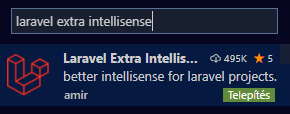 laravel extra intellisense
Laravel Extra Intellis... 495K 5
better intellisense for laravel projects.
amir Telepítés